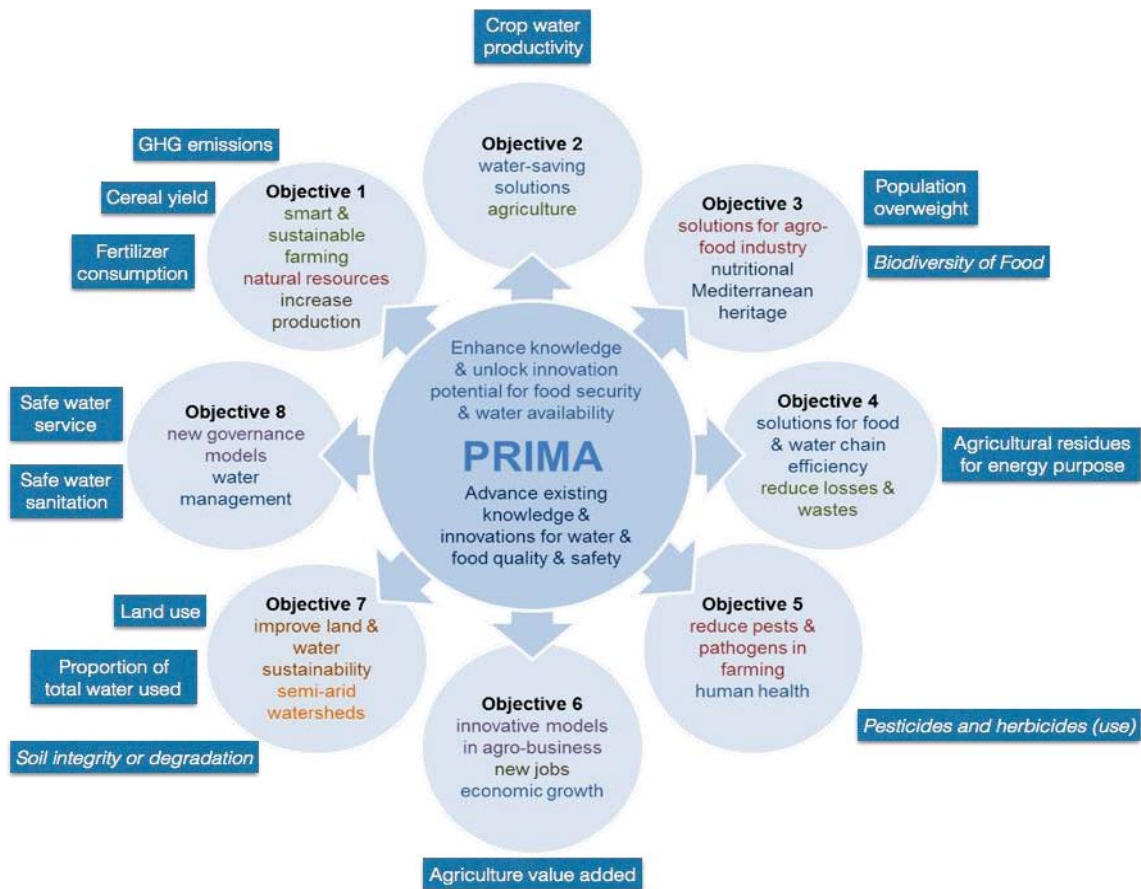 Crop water
productivity
Objective 2
water-saving
solutions
agriculture
GHG emissions
Cereal yield
Fertilizer
consumption
Objective 1
smart &
sustainable
farming
natural resources
increase
production
Objective 3
solutions for agro-
food industry
nutritional
Mediterranean
heritage
Population
overweight
Biodiversity of Food
Enhance knowledge
& unlock innovation
potential for food security
& water availability
PRIMA
Advance existing
knowledge &
innovations for water &
food quality & safety
Safe water
service
Safe water
sanitation
Objective 8
new governance
models
water
management
Objective 4
solutions for food
& water chain
efficiency
reduce losses &
wastes
Agricultural residues
for energy purpose
Land use
Proportion of
total water used
Soil integrity or degradation
Objective 7
improve land &
water
sustainability
semi-arid
watersheds
Objective 6
innovative models
in agro-business
new jobs
economic growth
Objective 5
reduce pests &
pathogens in
farming
human health
Pesticides and herbicides (use)
Agriculture value added